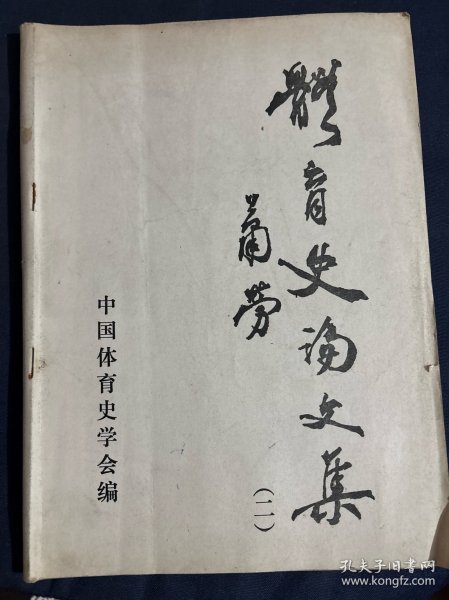 體育史論文集
蕭勞
（二）
中国体育史学会编
孔夫子旧书网
www.kongfz.com